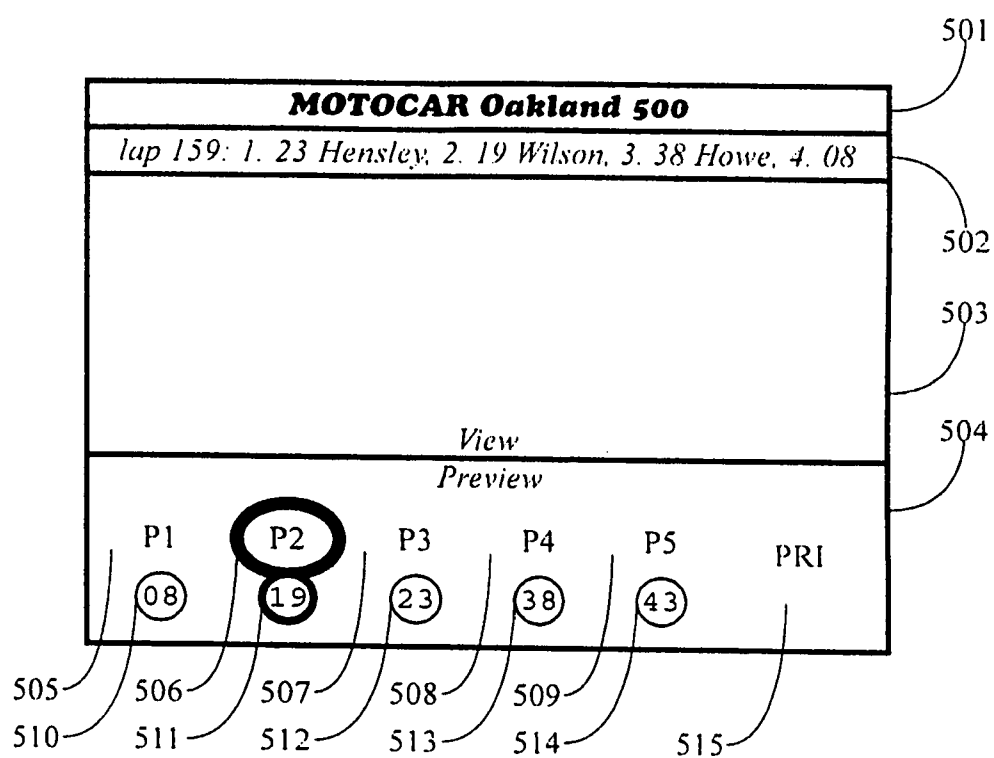 501
MOTOCAR Oakland 500
lap 159: 1. 23 Hensley, 2. 19 Wilson, 3. 38 Howe, 4. 08
502
503
504
View
Preview
P1 P2 P3 P4 P5 PRI
08 19 23 38 43
505 506 507 508 509
510 511 512 513 514 515